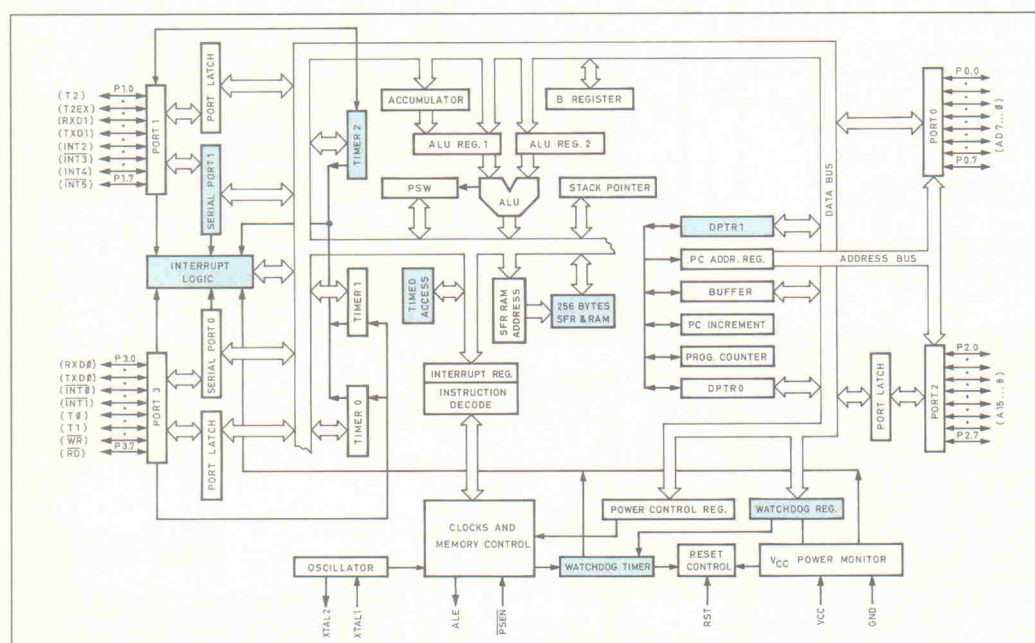 (T2)
(T2EX)
(RXD1)
(TXD1)
(INT2)
(INT3)
(INT4)
(INT5)
P1.0
P1.7
PORT 1
PORT LATCH
SERIAL PORT 1
INTERRUPT
LOGIC
(RXD0)
(TXD0)
(INT0)
(INT1)
(T0)
(T1)
(WR)
(RD)
P3.0
P3.7
PORT 3
SERIAL PORT 0
PORT LATCH
TIMER 2
TIMER 1
TIMER 0
ACCUMULATOR
B REGISTER
ALU REG. 1
ALU REG. 2
PSW
ALU
STACK POINTER
TIMED
ACCESS
SFR RAM
ADDRESS
256 BYTES
SFR & RAM
INTERRUPT REG.
INSTRUCTION
DECODE
DPTR1
PC ADDR. REG.
BUFFER
PC INCREMENT
PROG. COUNTER
DPTR0
DATA BUS
ADDRESS BUS
PORT 0
P0.0
P0.7
(AD7...0)
PORT LATCH
PORT 2
P2.0
P2.7
(A15...8)
CLOCKS AND
MEMORY CONTROL
POWER CONTROL REG.
WATCHDOG REG.
OSCILLATOR
WATCHDOG TIMER
RESET
CONTROL
VCC POWER MONITOR
XTAL2
XTAL1
ALE
PSEN
RST
VCC
GND